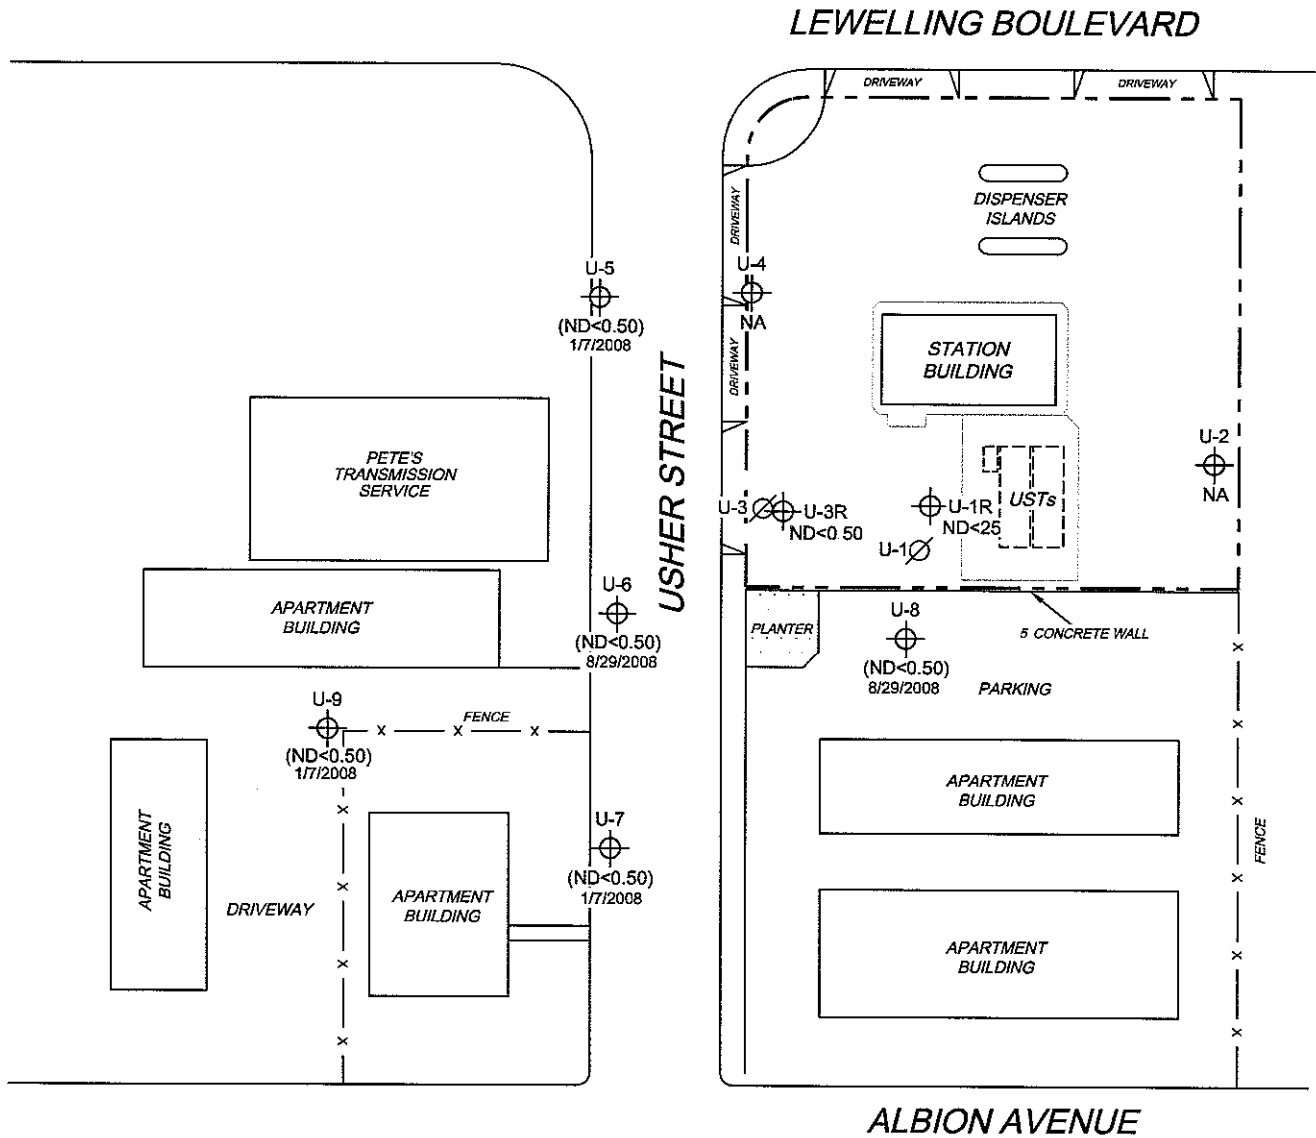 LEWELLING BOULEVARD
DRIVEWAY
DRIVEWAY
DISPENSER
ISLANDS
DRIVEWAY
U-5
(ND<0.50)
1/7/2008
U-4
NA
STATION
BUILDING
DRIVEWAY
USHER STREET
PETE'S
TRANSMISSION
SERVICE
U-2
NA
U-3
U-3R
ND<0.50
U-1R
ND<25
USTs
U-1
APARTMENT
BUILDING
U-6
(ND<0.50)
8/29/2008
PLANTER
U-8
(ND<0.50)
8/29/2008
5 CONCRETE WALL
PARKING
U-9
(ND<0.50)
1/7/2008
FENCE
x x x
APARTMENT
BUILDING
DRIVEWAY
APARTMENT
BUILDING
U-7
(ND<0.50)
1/7/2008
APARTMENT
BUILDING
FENCE
APARTMENT
BUILDING
ALBION AVENUE